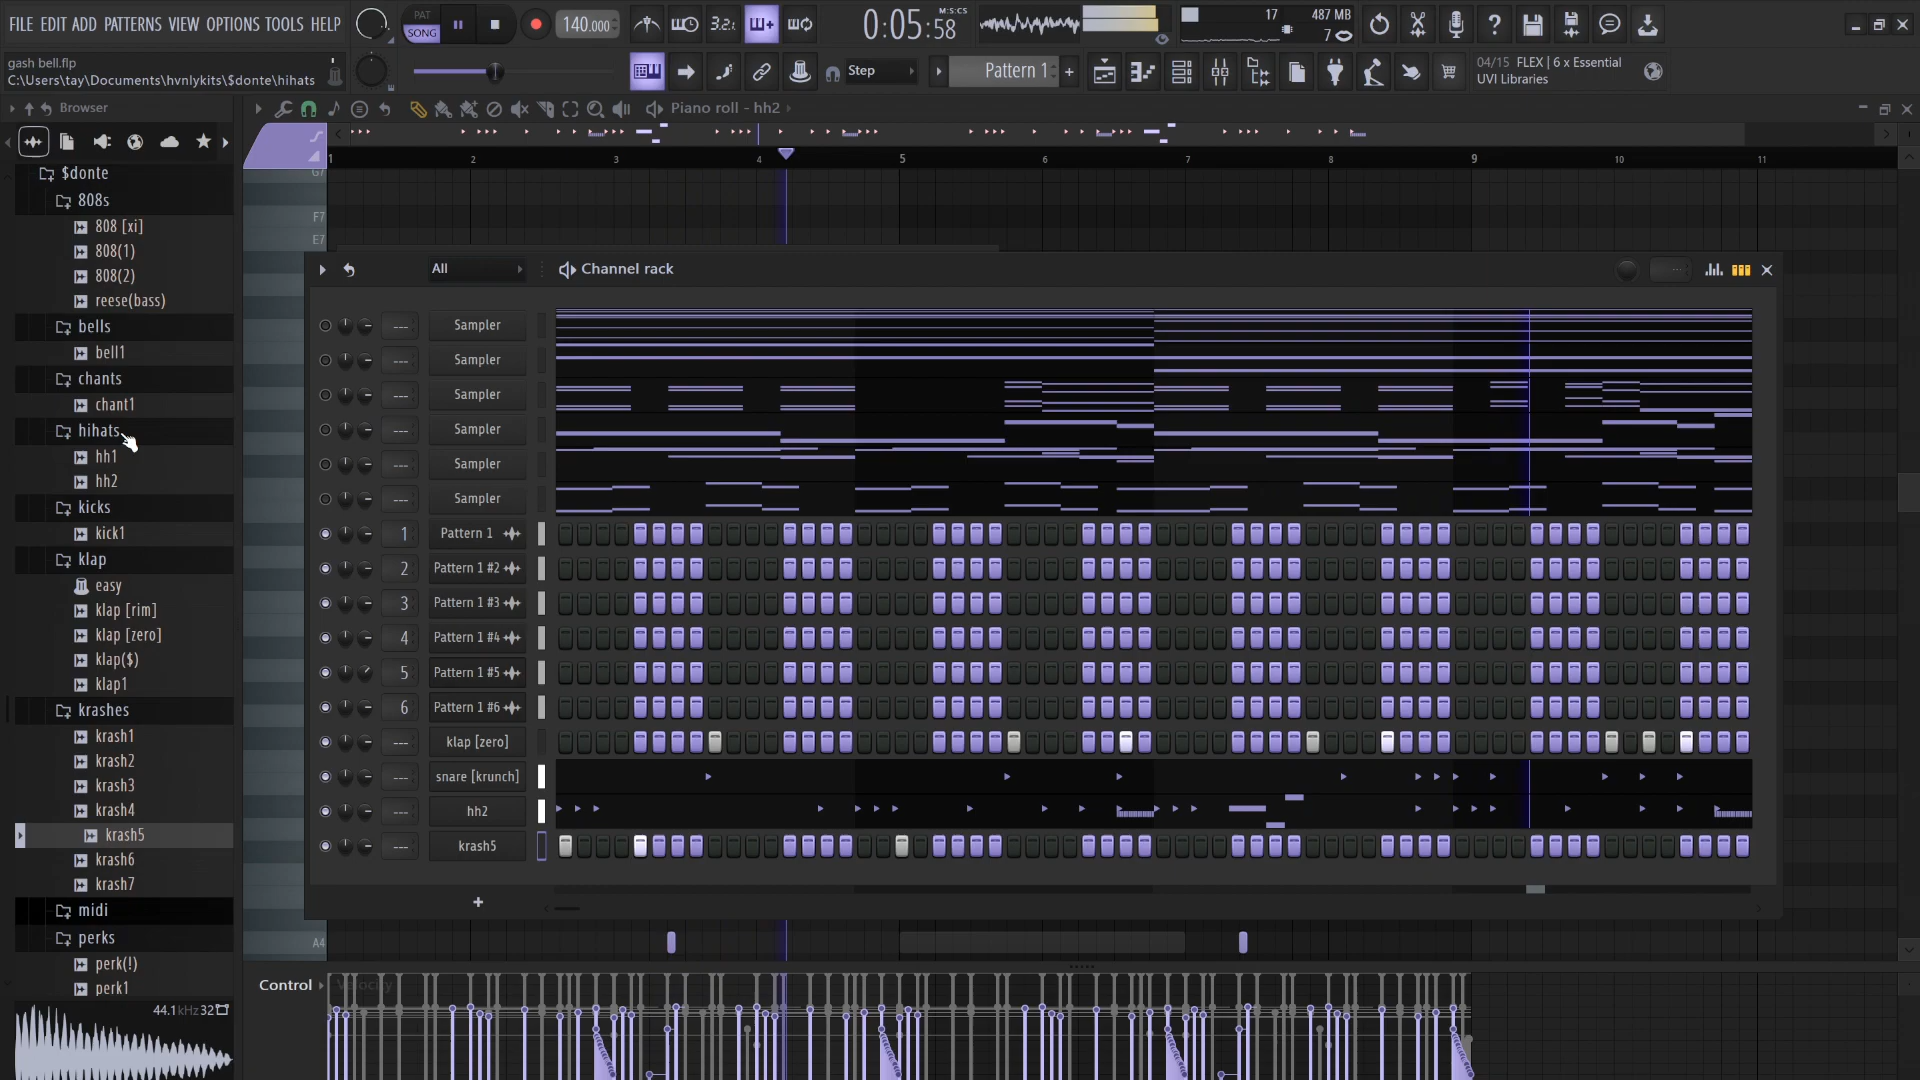 FILE EDIT ADD PATTERNS VIEW OPTIONS TOOLS HELP
PAT
SONG
140.000
3.2.
0:05:58
M:S:CS
17
487 MB
7
gash bell.flp
C:\Users\tay\Documents\hvnlykits\$donte\hihats
Step
Pattern 1
+
04/15 FLEX | 6 x Essential
UVI Libraries
Browser
Piano roll - hh2
1 2 3 4 5 6 7 8 9 10 11
G7
F7
E7
A4
$donte
808s
808 [xi]
808(1)
808(2)
reese(bass)
bells
bell1
chants
chant1
hihats
hh1
hh2
kicks
kick1
klap
easy
klap [rim]
klap [zero]
klap($)
klap1
krashes
krash1
krash2
krash3
krash4
krash5
krash6
krash7
midi
perks
perk(!)
perk1
44.1kHz 32
All
Channel rack
--- Sampler
--- Sampler
--- Sampler
--- Sampler
--- Sampler
--- Sampler
1 Pattern 1
2 Pattern 1 #2
3 Pattern 1 #3
4 Pattern 1 #4
5 Pattern 1 #5
6 Pattern 1 #6
--- klap [zero]
--- snare [krunch]
--- hh2
--- krash5
+
Control
Velocity